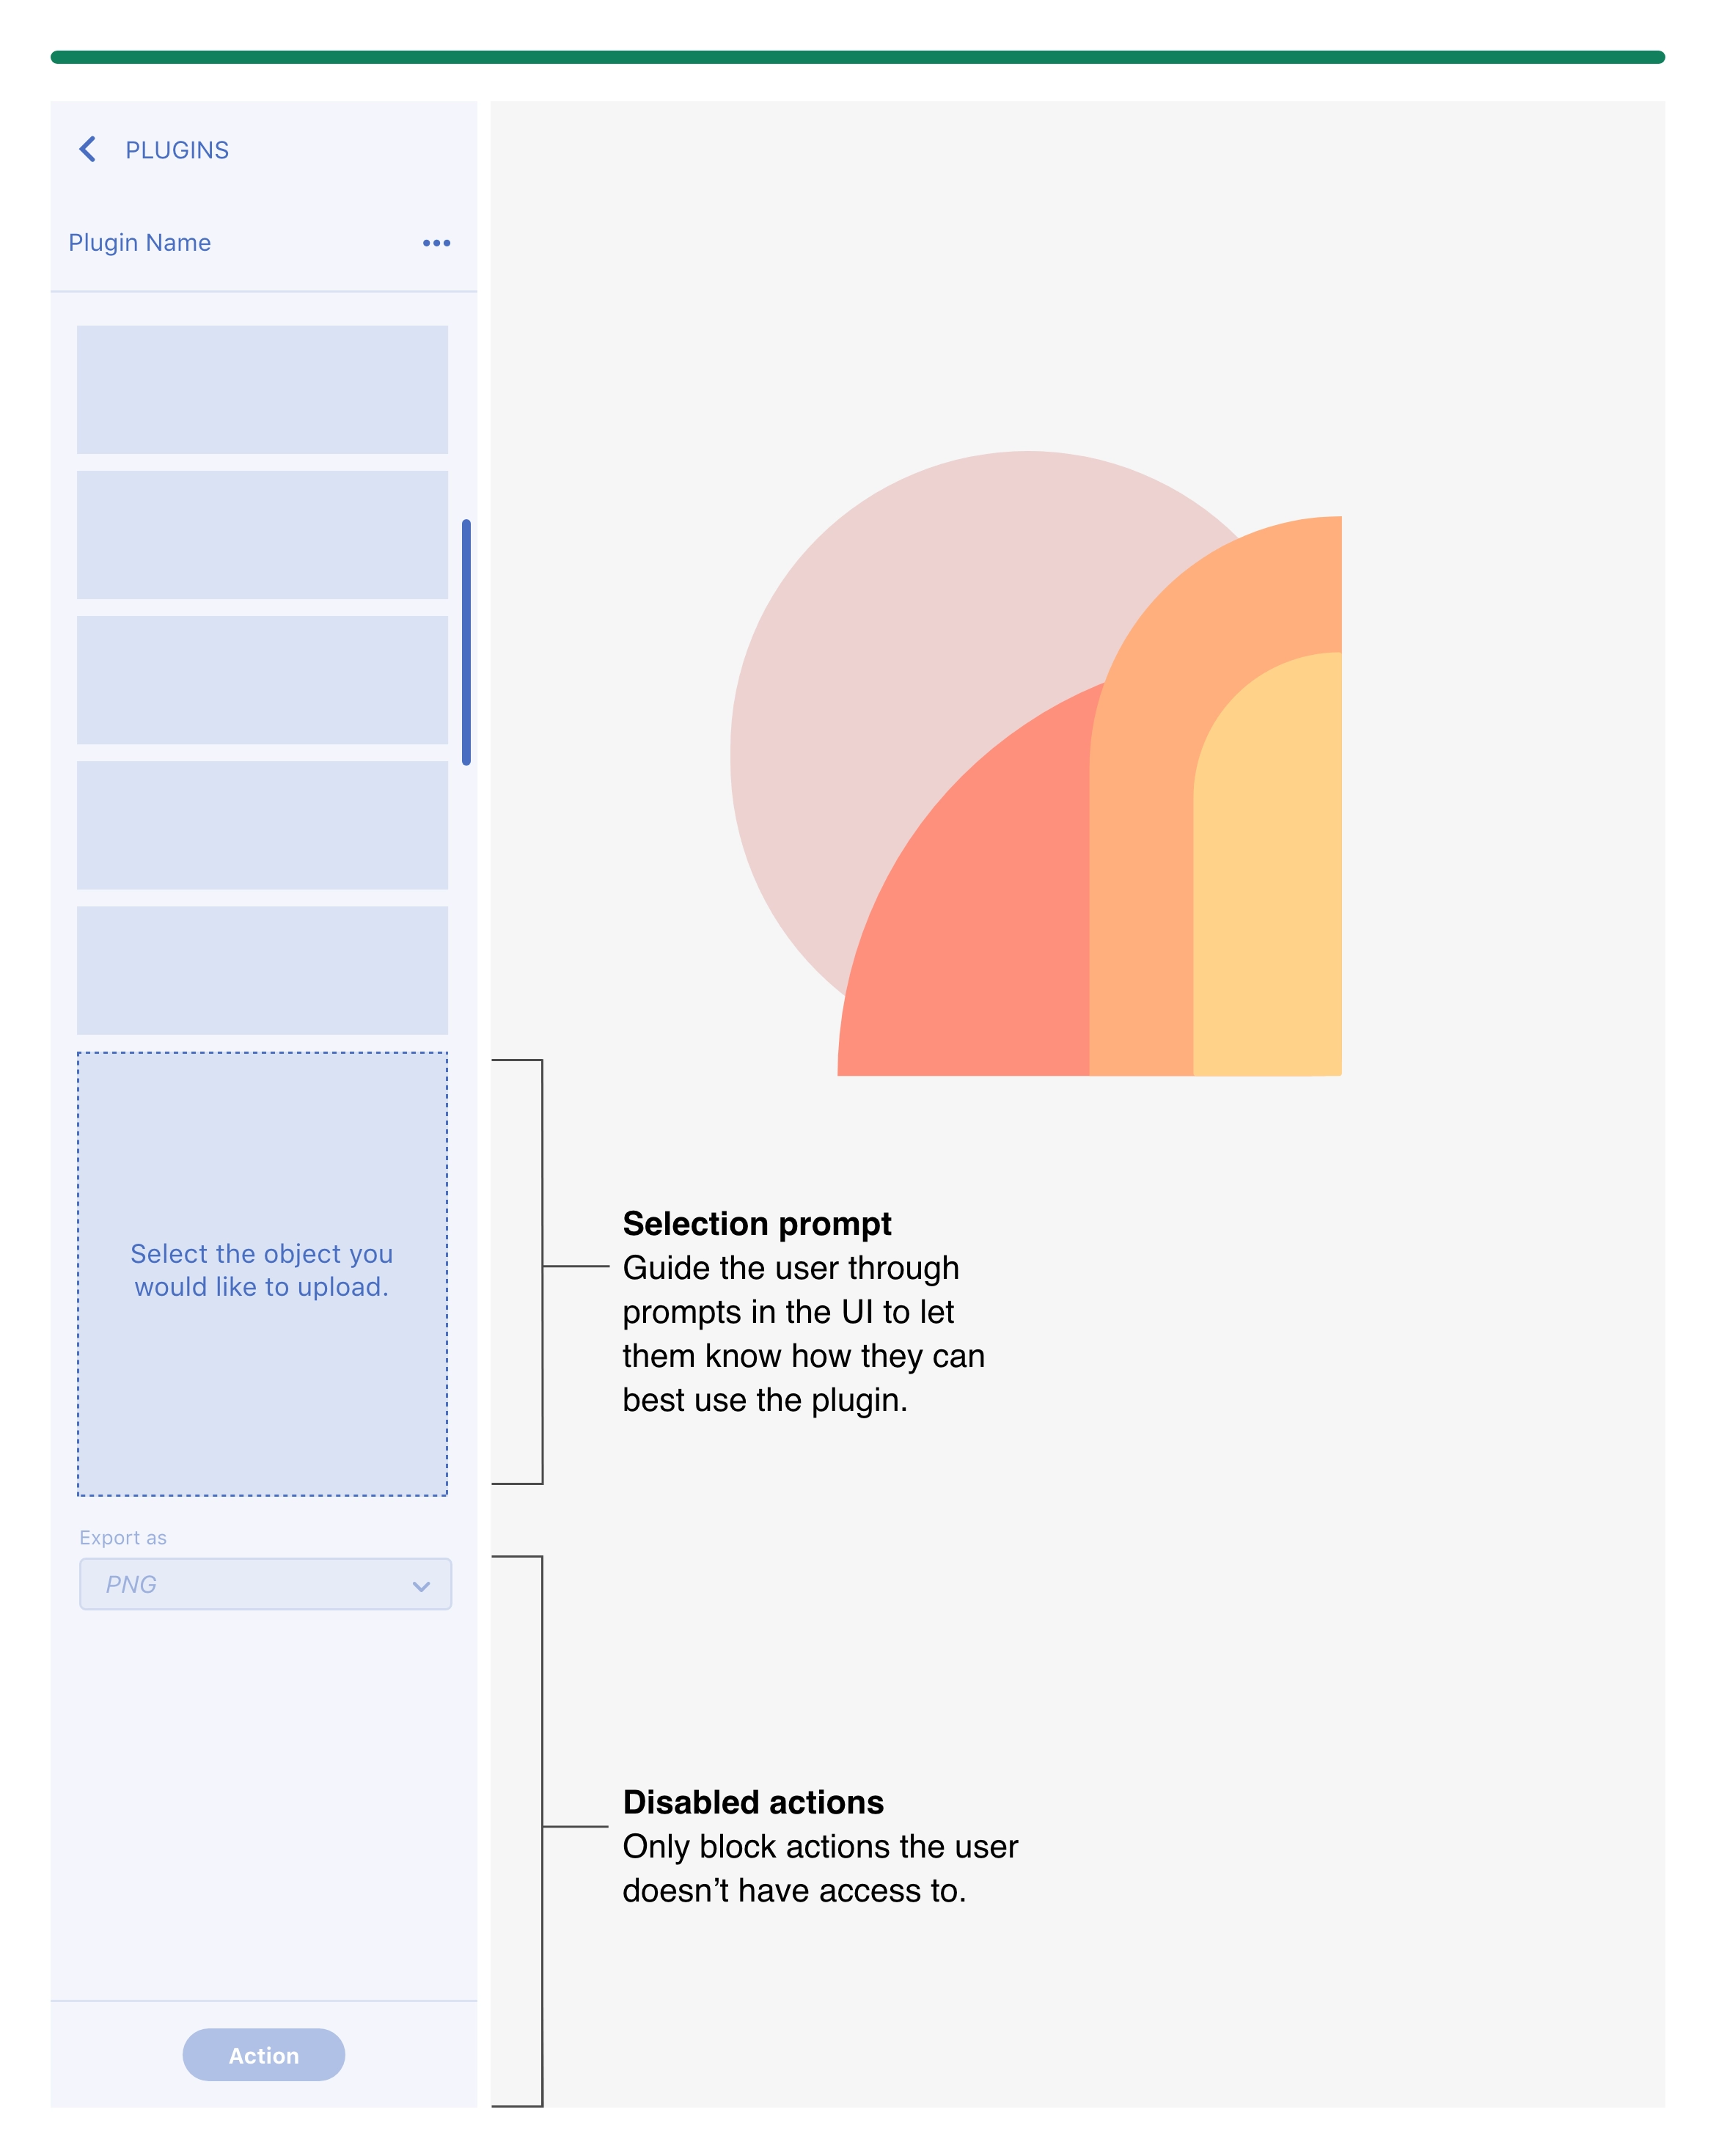 PLUGINS
Plugin Name
Select the object you
would like to upload.
Export as
PNG
Action
Selection prompt
Guide the user through
prompts in the UI to let
them know how they can
best use the plugin.
Disabled actions
Only block actions the user
doesn’t have access to.